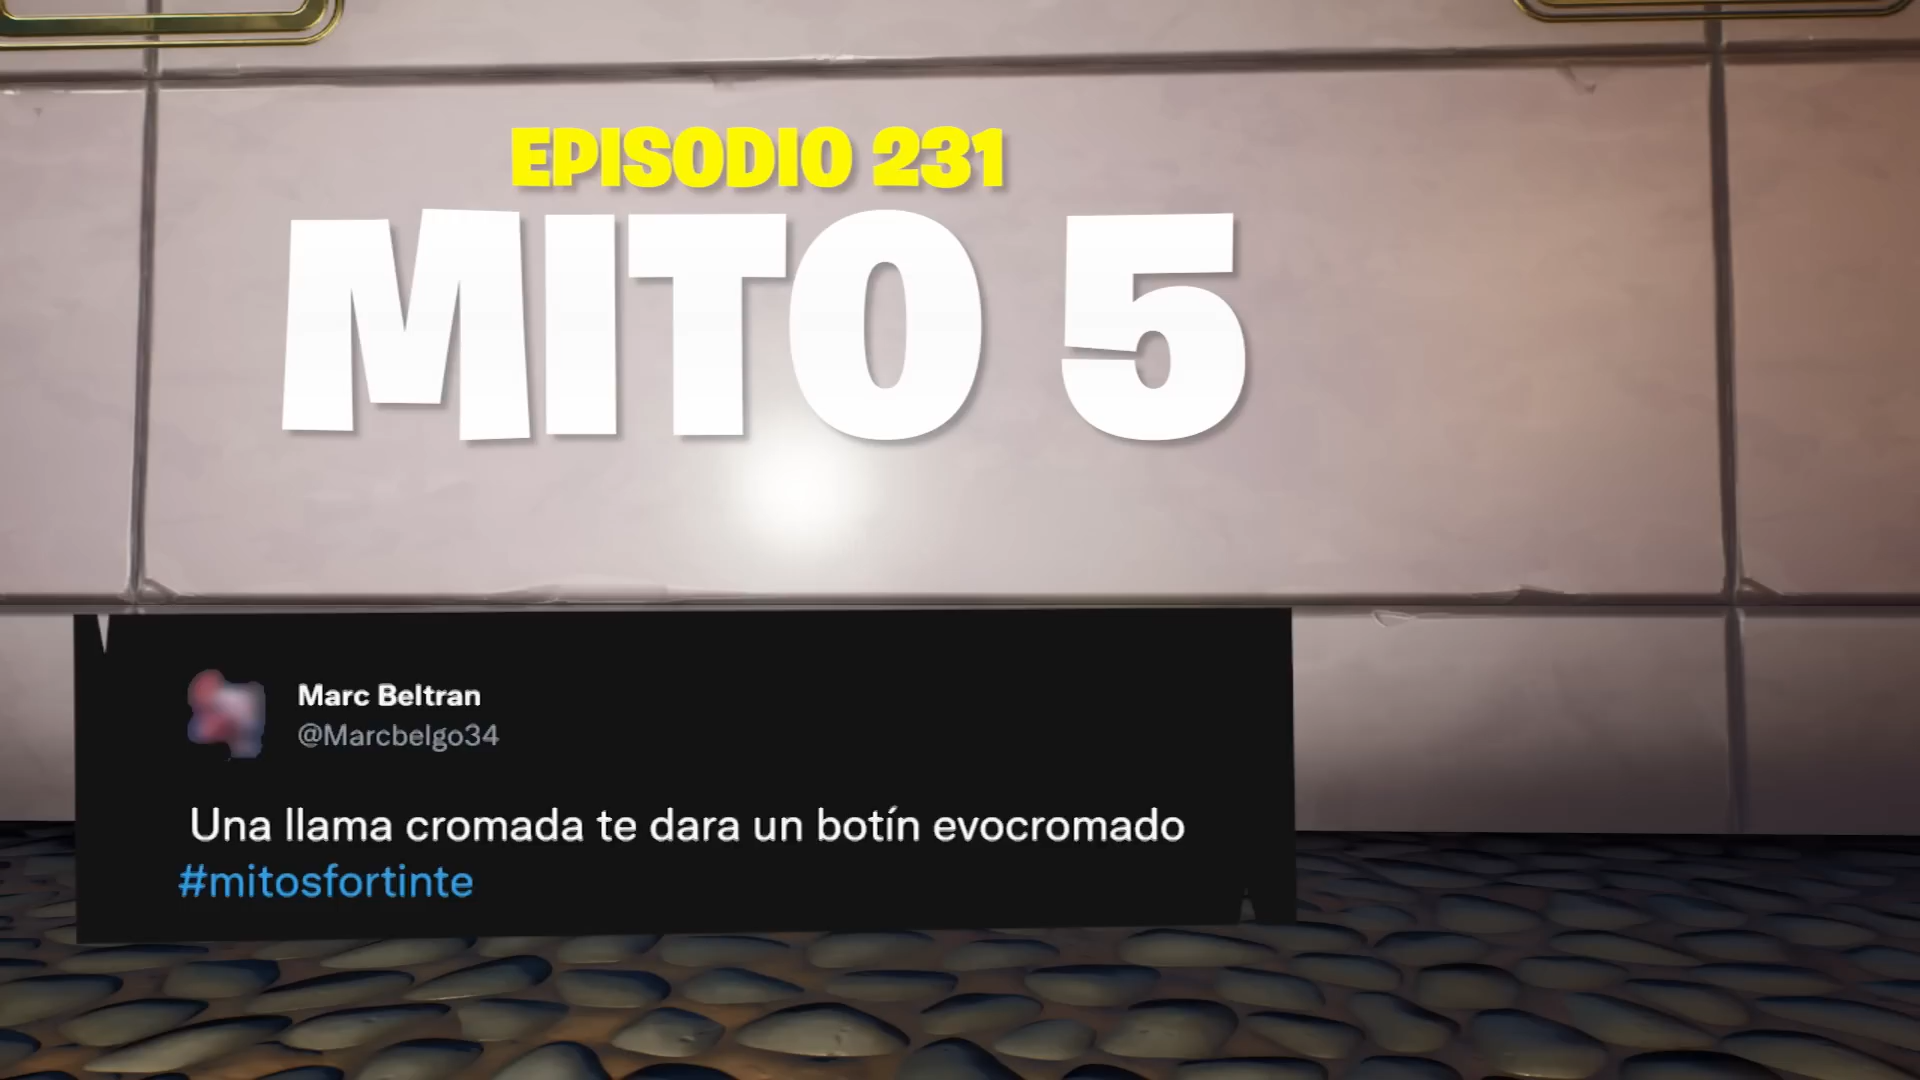 EPISODIO 231
MITO 5
Marc Beltran
@Marcbelgo34
Una llama cromada te dara un botín evocromado
#mitosfortinte